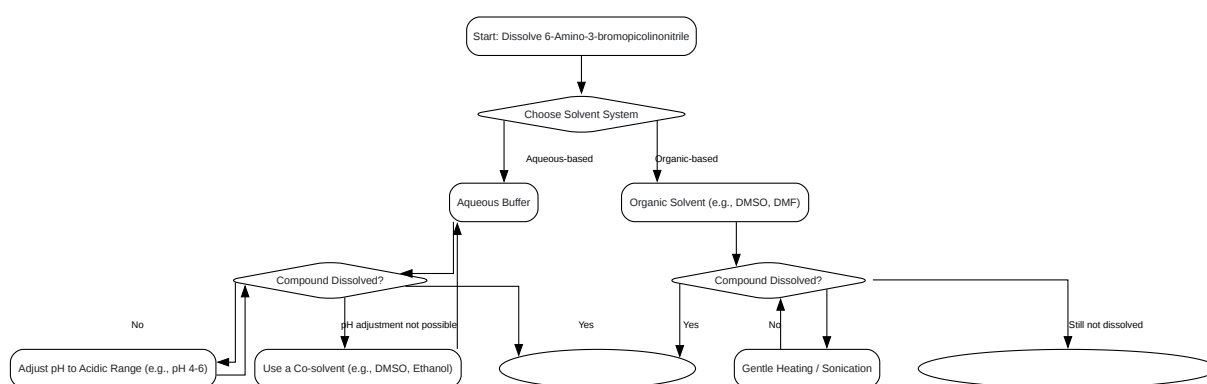 Start: Dissolve 6-Amino-3-bromopicolinonitrile
Choose Solvent System
Aqueous-based
Organic-based
Aqueous Buffer
Organic Solvent (e.g., DMSO, DMF)
Compound Dissolved?
Compound Dissolved?
No
pH adjustment not possible
Yes
Yes
No
Still not dissolved
Adjust pH to Acidic Range (e.g., pH 4-6)
Use a Co-solvent (e.g., DMSO, Ethanol)
Gentle Heating / Sonication